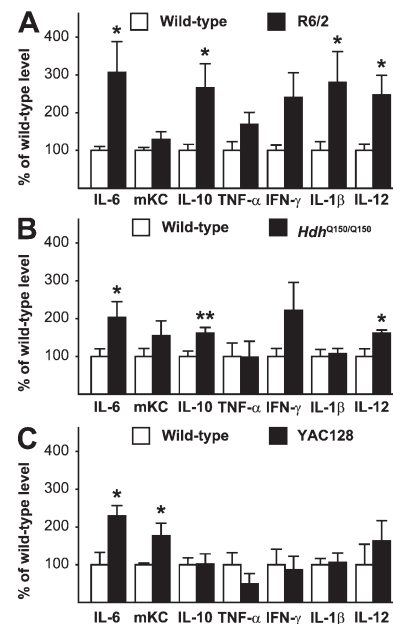 A
Wild-type R6/2
% of wild-type level
400
300
200
100
* * * *
IL-6 mKC IL-10 TNF-α IFN-γ IL-1β IL-12
B
Wild-type HdhQ150/Q150
% of wild-type level
400
300
200
100
* ** *
IL-6 mKC IL-10 TNF-α IFN-γ IL-1β IL-12
C
Wild-type YAC128
% of wild-type level
400
300
200
100
* *
IL-6 mKC IL-10 TNF-α IFN-γ IL-1β IL-12